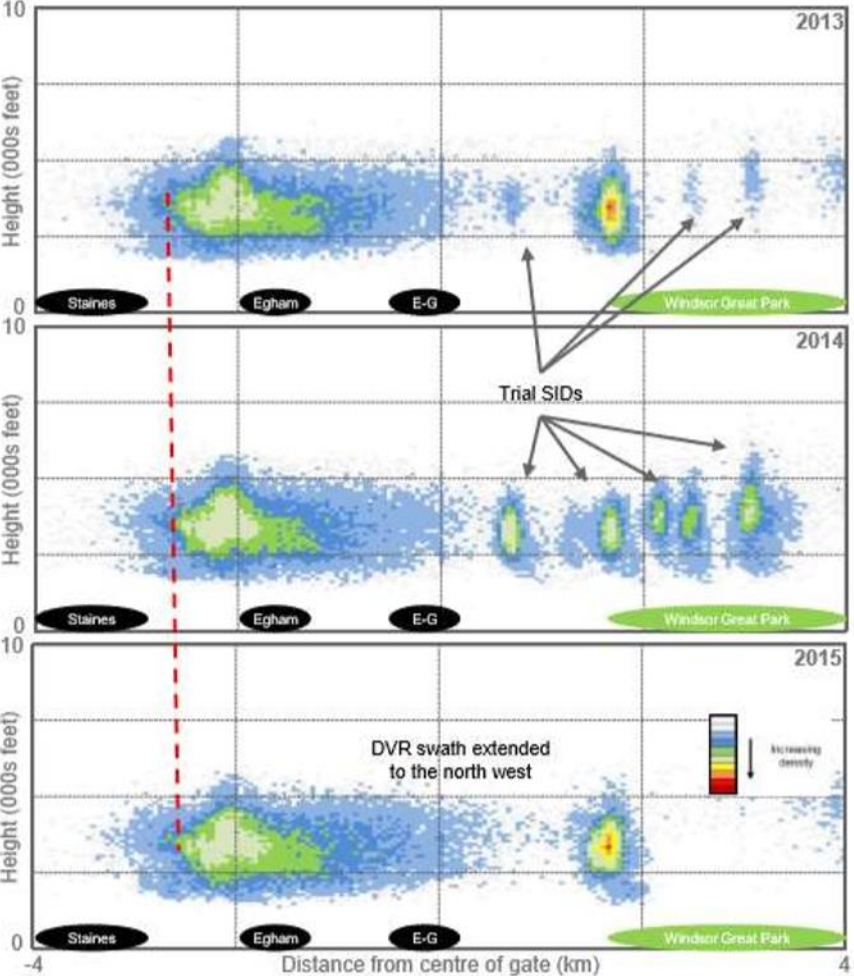 10
2013
Height (000s feet)
Staines
Egham
E-G
Windsor Great Park
0
10
2014
Trial SIDs
Height (000s feet)
Staines
Egham
E-G
Windsor Great Park
0
2015
10
DVR swath extended
to the north west
Increasing
density
Height (000s feet)
Staines
Egham
E-G
Windsor Great Park
0
-4
Distance from centre of gate (km)
4